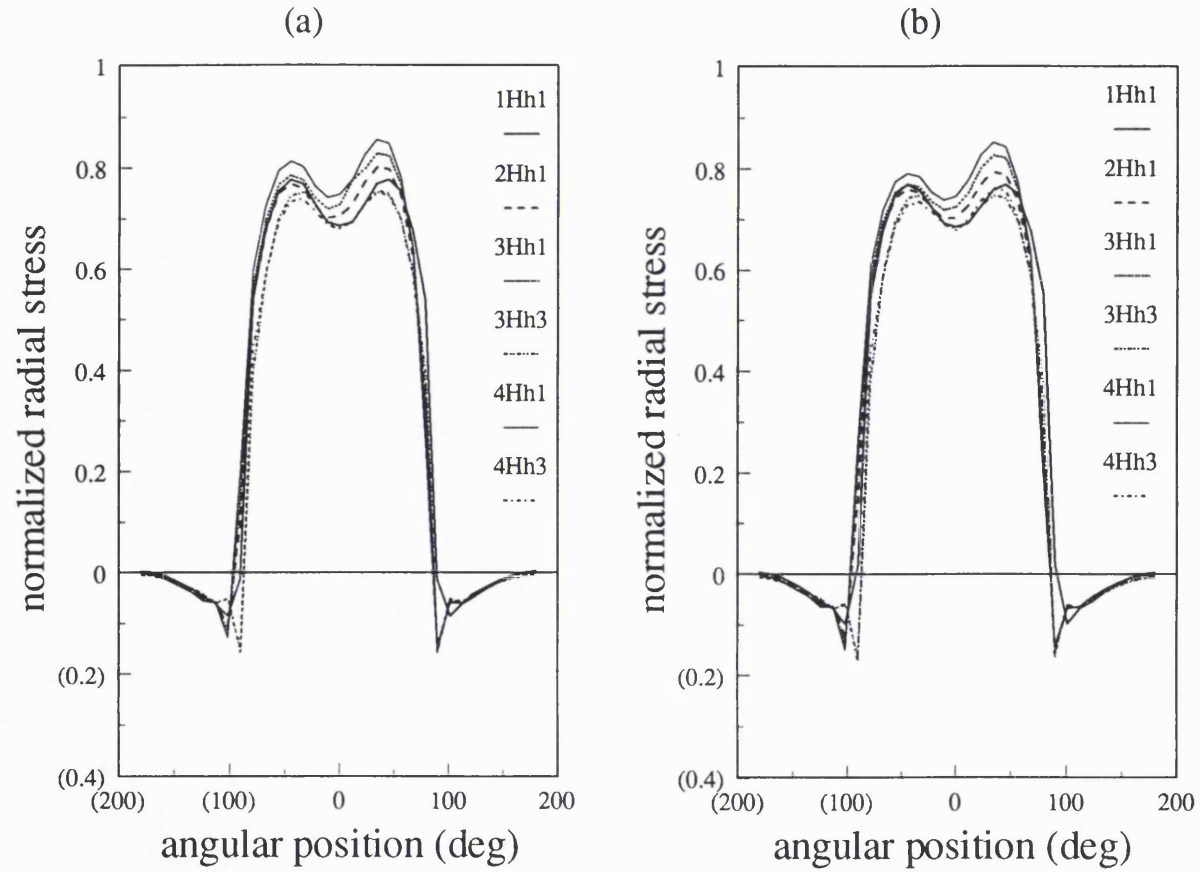 (a)
normalized radial stress
1
0.8
0.6
0.4
0.2
0
(0.2)
(0.4)
(200)
(100)
0
100
200
angular position (deg)
1Hh1
2Hh1
3Hh1
3Hh3
4Hh1
4Hh3
(b)
normalized radial stress
1
0.8
0.6
0.4
0.2
0
(0.2)
(0.4)
(200)
(100)
0
100
200
angular position (deg)
1Hh1
2Hh1
3Hh1
3Hh3
4Hh1
4Hh3